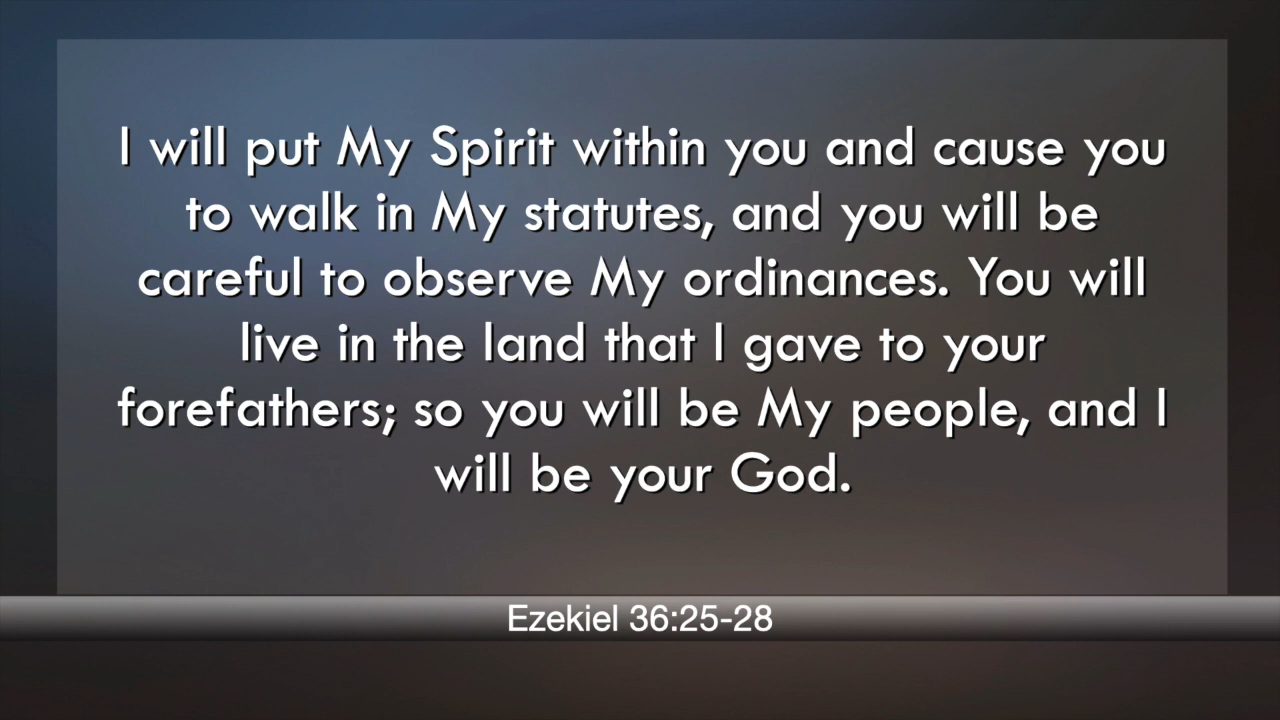 I will put My Spirit within you and cause you
to walk in My statutes, and you will be
careful to observe My ordinances. You will
live in the land that I gave to your
forefathers; so you will be My people, and I
will be your God.
Ezekiel 36:25-28